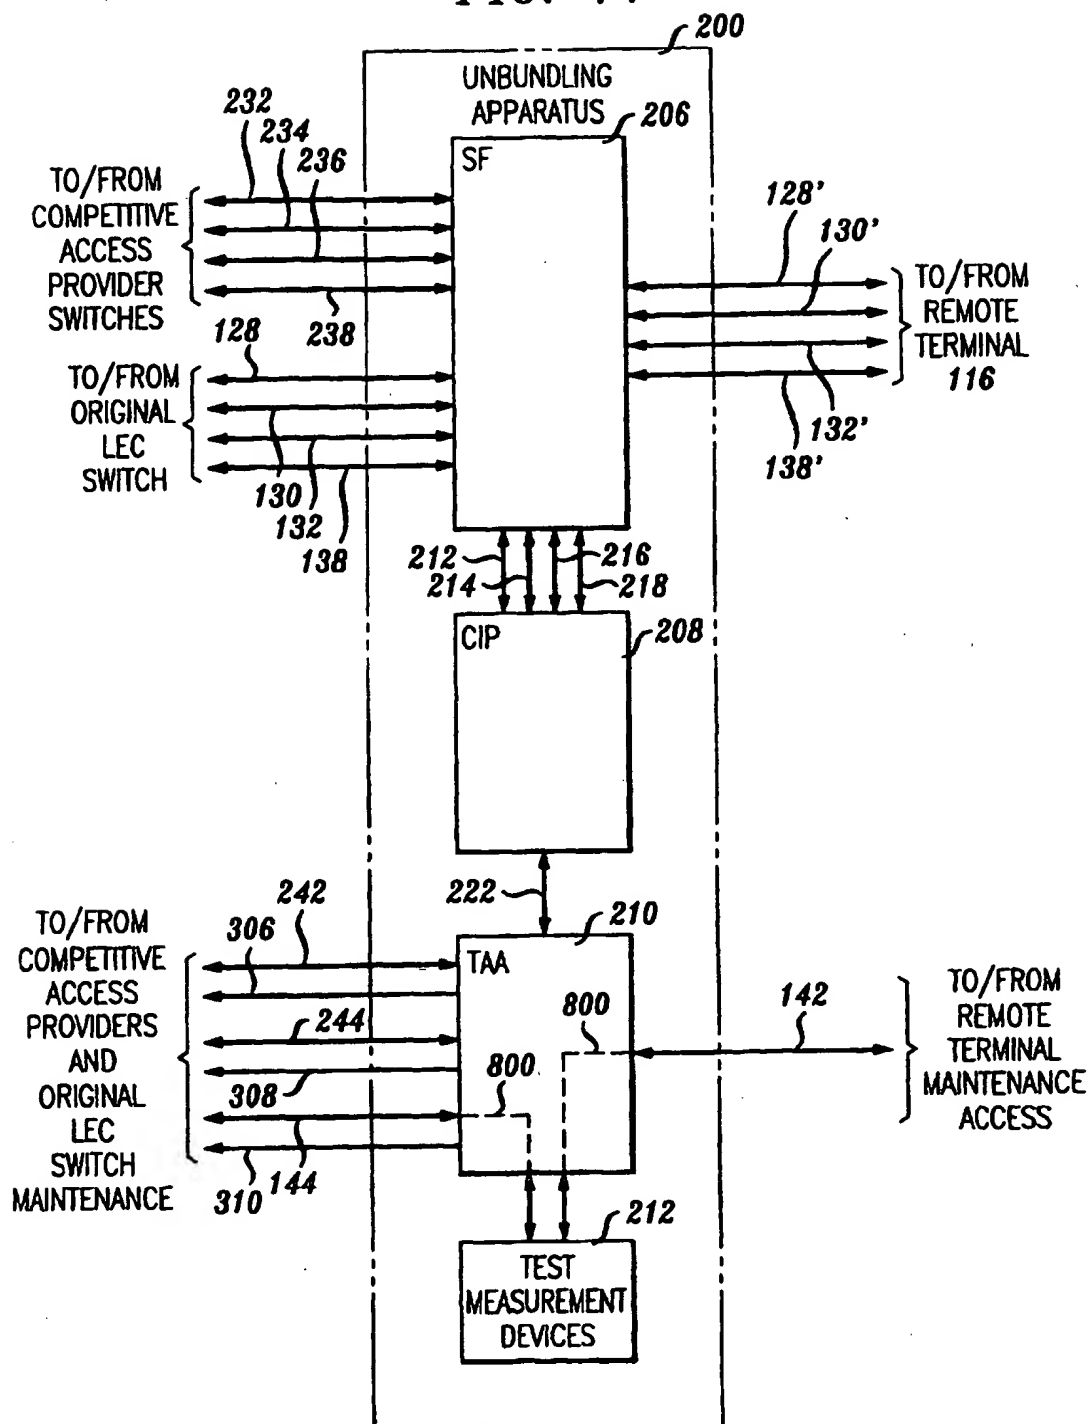 200
UNBUNDLING
APPARATUS
206
SF
232
234
236
TO/FROM
COMPETITIVE
ACCESS
PROVIDER
SWITCHES
238
128'
130'
TO/FROM
REMOTE
TERMINAL
116
132'
138'
128
TO/FROM
ORIGINAL
LEC
SWITCH
130
132
138
212
214
216
218
CIP
208
222
210
TAA
242
306
TO/FROM
COMPETITIVE
ACCESS
PROVIDERS
AND
ORIGINAL
LEC
SWITCH
MAINTENANCE
244
308
310
144
800
800
142
TO/FROM
REMOTE
TERMINAL
MAINTENANCE
ACCESS
212
TEST
MEASUREMENT
DEVICES